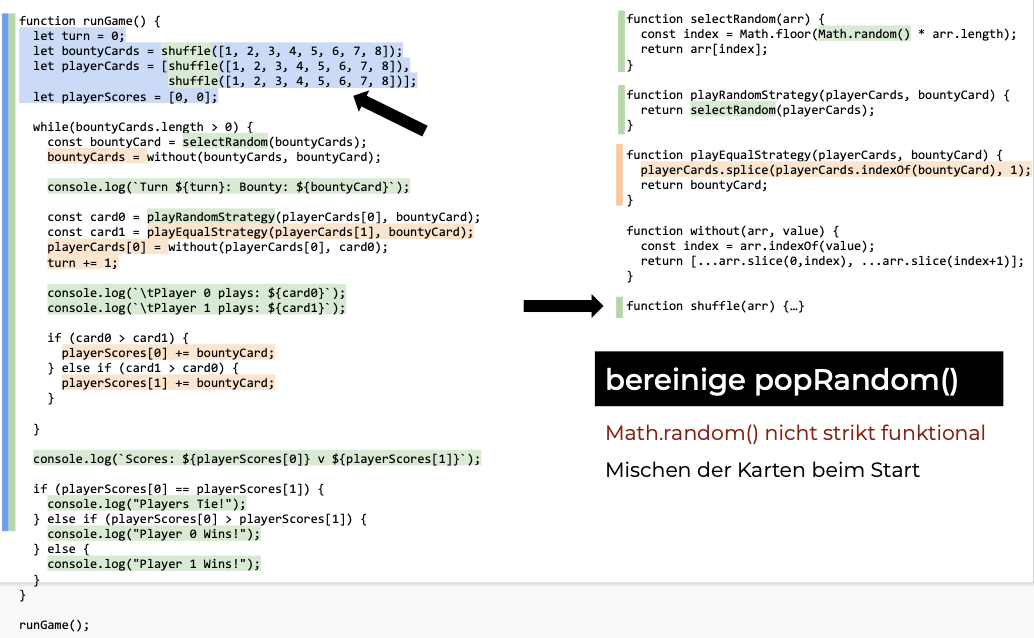 function runGame() {
  let turn = 0;
  let bountyCards = shuffle([1, 2, 3, 4, 5, 6, 7, 8]);
  let playerCards = [shuffle([1, 2, 3, 4, 5, 6, 7, 8]),
                     shuffle([1, 2, 3, 4, 5, 6, 7, 8])];
  let playerScores = [0, 0];
  while(bountyCards.length > 0) {
    const bountyCard = selectRandom(bountyCards);
    bountyCards = without(bountyCards, bountyCard);
    console.log(`Turn ${turn}: Bounty: ${bountyCard}`);
    const card0 = playRandomStrategy(playerCards[0], bountyCard);
    const card1 = playEqualStrategy(playerCards[1], bountyCard);
    playerCards[0] = without(playerCards[0], card0);
    turn += 1;
    console.log(`\tPlayer 0 plays: ${card0}`);
    console.log(`\tPlayer 1 plays: ${card1}`);
    if (card0 > card1) {
      playerScores[0] += bountyCard;
    } else if (card1 > card0) {
      playerScores[1] += bountyCard;
    }
  }
  console.log(`Scores: ${playerScores[0]} v ${playerScores[1]}`);
  if (playerScores[0] == playerScores[1]) {
    console.log("Players Tie!");
  } else if (playerScores[0] > playerScores[1]) {
    console.log("Player 0 Wins!");
  } else {
    console.log("Player 1 Wins!");
  }
}
runGame();
function selectRandom(arr) {
  const index = Math.floor(Math.random() * arr.length);
  return arr[index];
}
function playRandomStrategy(playerCards, bountyCard) {
  return selectRandom(playerCards);
}
function playEqualStrategy(playerCards, bountyCard) {
  playerCards.splice(playerCards.indexOf(bountyCard), 1);
  return bountyCard;
}
function without(arr, value) {
  const index = arr.indexOf(value);
  return [...arr.slice(0,index), ...arr.slice(index+1)];
}
function shuffle(arr) {…}
bereinige popRandom()
Math.random() nicht strikt funktional
Mischen der Karten beim Start